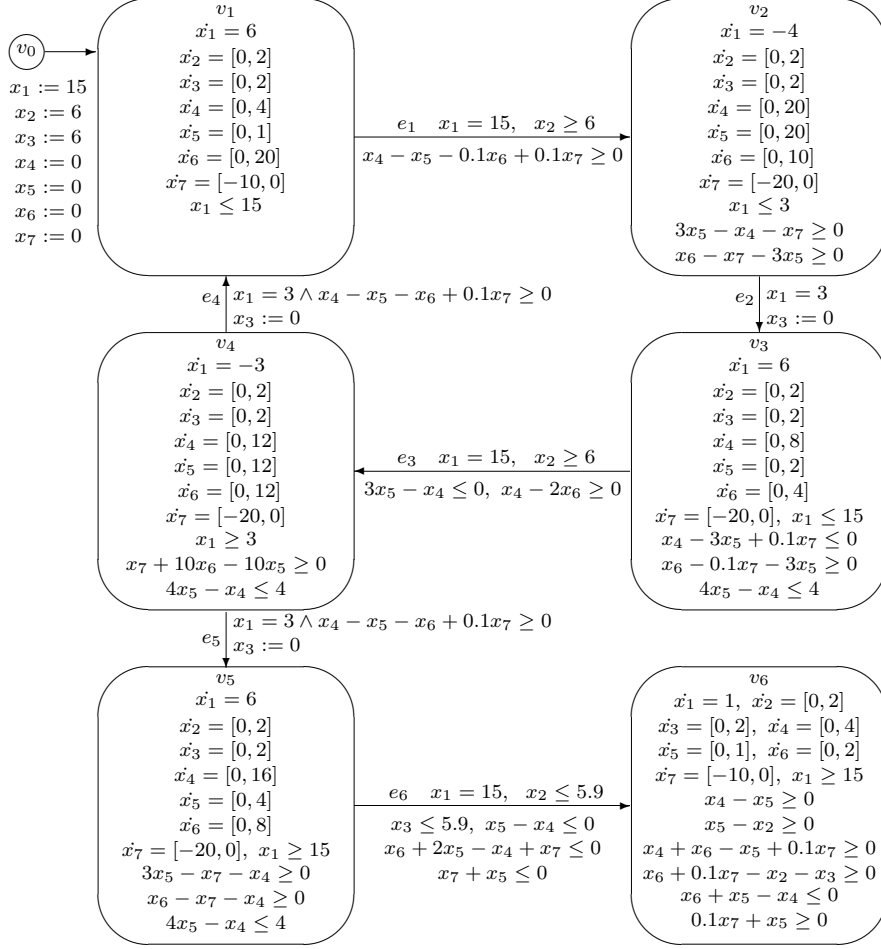 v₀
x₁ := 15
x₂ := 6
x₃ := 6
x₄ := 0
x₅ := 0
x₆ := 0
x₇ := 0
v₁
ẋ₁ = 6
ẋ₂ = [0, 2]
ẋ₃ = [0, 2]
ẋ₄ = [0, 4]
ẋ₅ = [0, 1]
ẋ₆ = [0, 20]
ẋ₇ = [−10, 0]
x₁ ≤ 15
e₁ x₁ = 15, x₂ ≥ 6
x₄ − x₅ − 0.1x₆ + 0.1x₇ ≥ 0
v₂
ẋ₁ = −4
ẋ₂ = [0, 2]
ẋ₃ = [0, 2]
ẋ₄ = [0, 20]
ẋ₅ = [0, 20]
ẋ₆ = [0, 10]
ẋ₇ = [−20, 0]
x₁ ≤ 3
3x₅ − x₄ − x₇ ≥ 0
x₆ − x₇ − 3x₅ ≥ 0
e₄ x₁ = 3 ∧ x₄ − x₅ − x₆ + 0.1x₇ ≥ 0
x₃ := 0
e₂ x₁ = 3
x₃ := 0
v₄
ẋ₁ = −3
ẋ₂ = [0, 2]
ẋ₃ = [0, 2]
ẋ₄ = [0, 12]
ẋ₅ = [0, 12]
ẋ₆ = [0, 12]
ẋ₇ = [−20, 0]
x₁ ≥ 3
x₇ + 10x₆ − 10x₅ ≥ 0
4x₅ − x₄ ≤ 4
e₃ x₁ = 15, x₂ ≥ 6
3x₅ − x₄ ≤ 0, x₄ − 2x₆ ≥ 0
v₃
ẋ₁ = 6
ẋ₂ = [0, 2]
ẋ₃ = [0, 2]
ẋ₄ = [0, 8]
ẋ₅ = [0, 2]
ẋ₆ = [0, 4]
ẋ₇ = [−20, 0], x₁ ≤ 15
x₄ − 3x₅ + 0.1x₇ ≤ 0
x₆ − 0.1x₇ − 3x₅ ≥ 0
4x₅ − x₄ ≤ 4
e₅ x₁ = 3 ∧ x₄ − x₅ − x₆ + 0.1x₇ ≥ 0
x₃ := 0
v₅
ẋ₁ = 6
ẋ₂ = [0, 2]
ẋ₃ = [0, 2]
ẋ₄ = [0, 16]
ẋ₅ = [0, 4]
ẋ₆ = [0, 8]
ẋ₇ = [−20, 0], x₁ ≥ 15
3x₅ − x₇ − x₄ ≥ 0
x₆ − x₇ − x₄ ≥ 0
4x₅ − x₄ ≤ 4
e₆ x₁ = 15, x₂ ≤ 5.9
x₃ ≤ 5.9, x₅ − x₄ ≤ 0
x₆ + 2x₅ − x₄ + x₇ ≤ 0
x₇ + x₅ ≤ 0
v₆
ẋ₁ = 1, ẋ₂ = [0, 2]
ẋ₃ = [0, 2], ẋ₄ = [0, 4]
ẋ₅ = [0, 1], ẋ₆ = [0, 2]
ẋ₇ = [−10, 0], x₁ ≥ 15
x₄ − x₅ ≥ 0
x₅ − x₂ ≥ 0
x₄ + x₆ − x₅ + 0.1x₇ ≥ 0
x₆ + 0.1x₇ − x₂ − x₃ ≥ 0
x₆ + x₅ − x₄ ≤ 0
0.1x₇ + x₅ ≥ 0